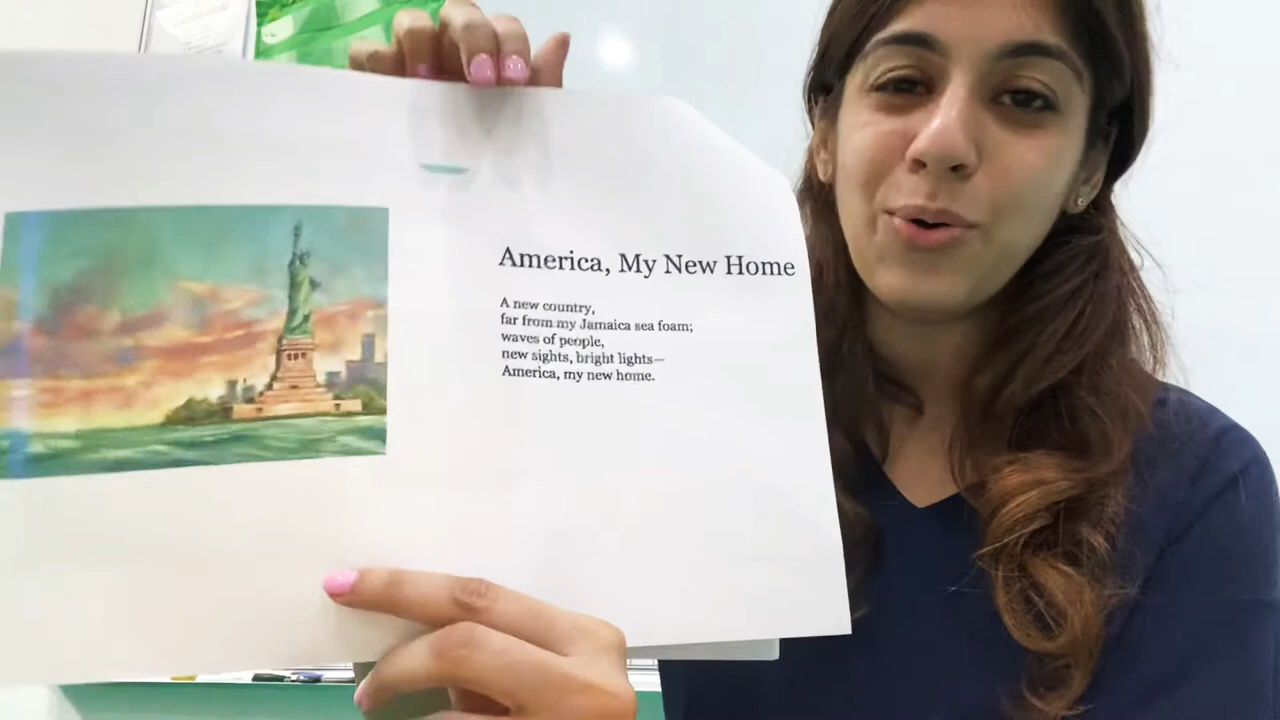 America, My New Home
A new country,
far from my Jamaica sea foam;
waves of people,
new sights, bright lights—
America, my new home.